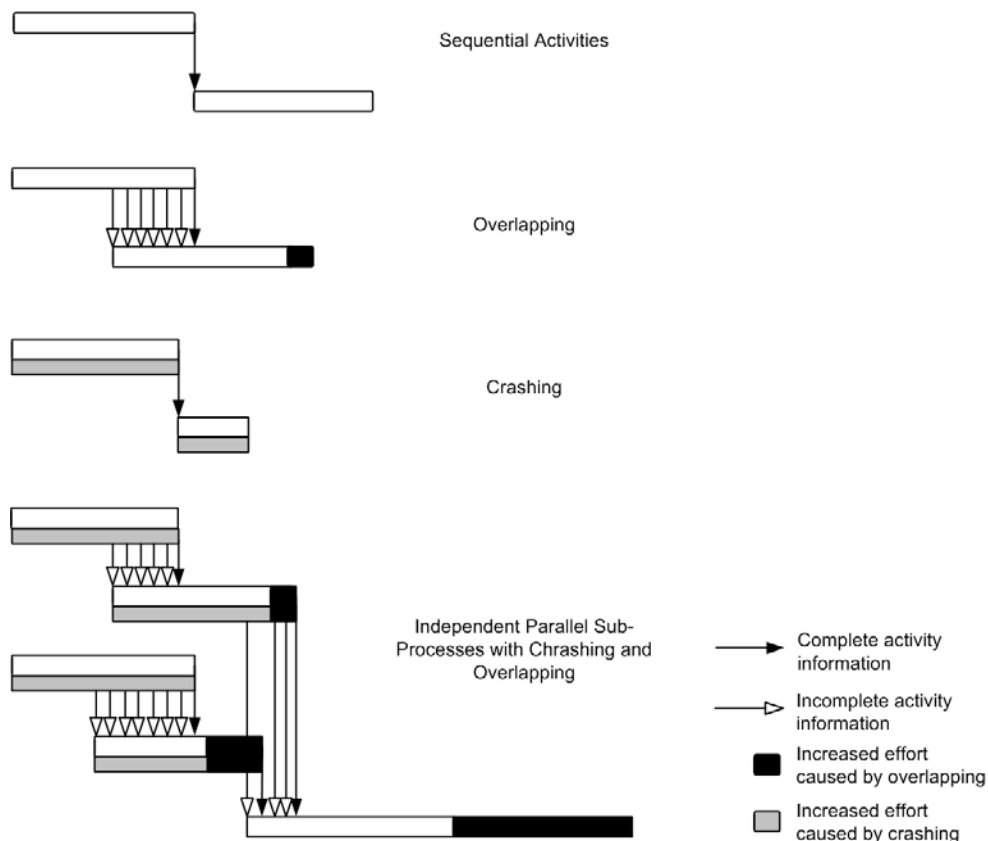 Sequential Activities
Overlapping
Crashing
Independent Parallel Sub-
Processes with Chrashing and
Overlapping
Complete activity
information
Incomplete activity
information
Increased effort
caused by overlapping
Increased effort
caused by crashing